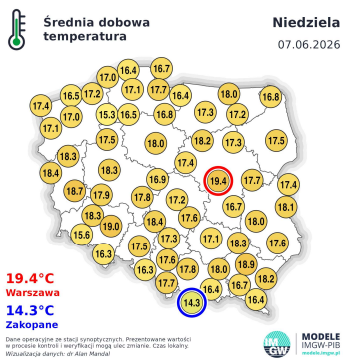 Średnia dobowa
temperatura
Niedziela
07.06.2026
16.4 16.7
17.0
17.1 17.7 16.4 18.0 16.8
16.5 17.2
17.4
17.0 15.3 16.5 16.8 17.3 17.2
17.1
17.5 18.0 18.2 17.3 17.5
18.3
18.4 18.3 17.4
16.9 19.4 17.7 17.4
18.7 17.9 17.2
18.3 19.0 18.4 17.6 16.7 18.0 18.1
15.6 17.3 17.1 18.3 17.6
16.3 17.5 17.6
16.3 17.8 18.0 18.9
17.7 18.2
14.3 16.4 16.7 16.4
19.4°C
Warszawa
14.3°C
Zakopane
Dane operacyjne ze stacji synoptycznych. Prezentowane wartości
w procesie kontroli i weryfikacji mogą ulec zmianie. Czas lokalny.
Wizualizacja danych: dr Alan Mandal
IM
GW
MODELE
IMGW-PIB
modele.imgw.pl